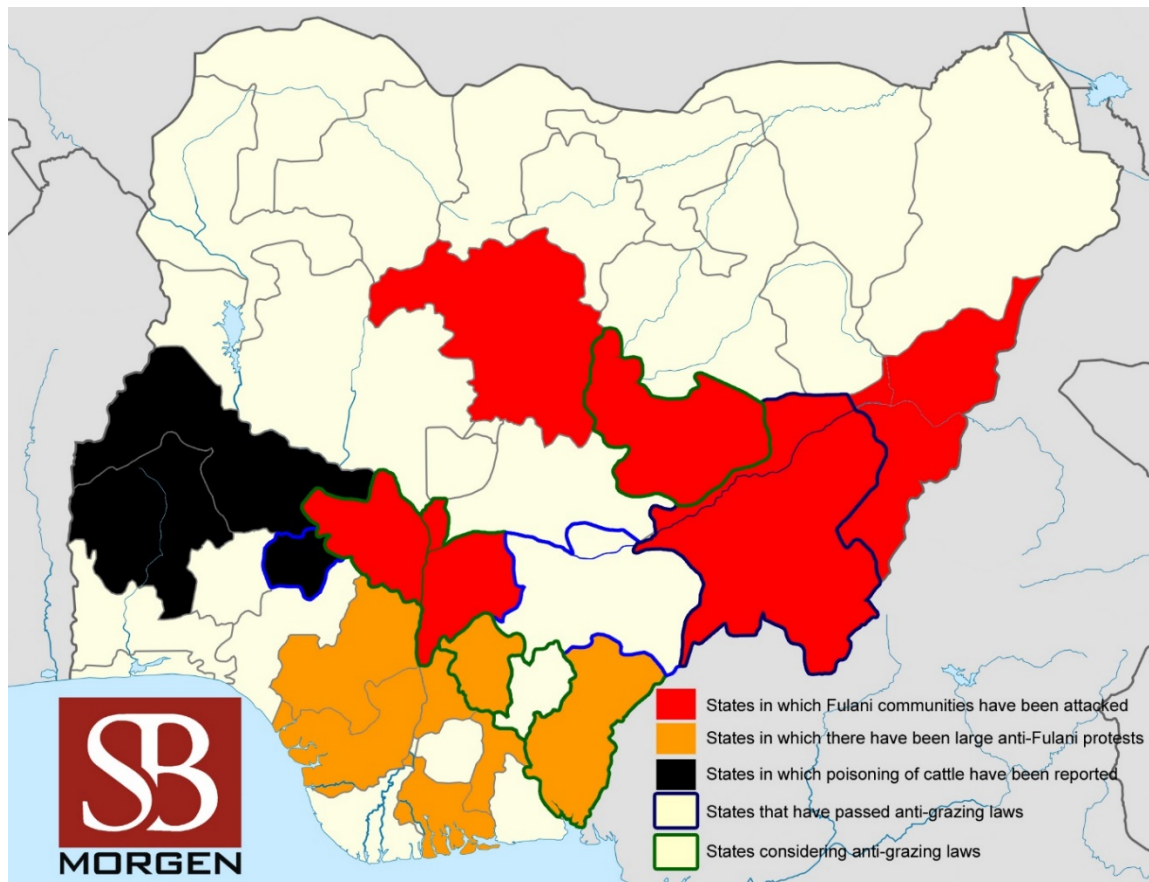 States in which Fulani communities have been attacked
States in which there have been large anti-Fulani protests
States in which poisoning of cattle have been reported
States that have passed anti-grazing laws
States considering anti-grazing laws
SB
MORGEN